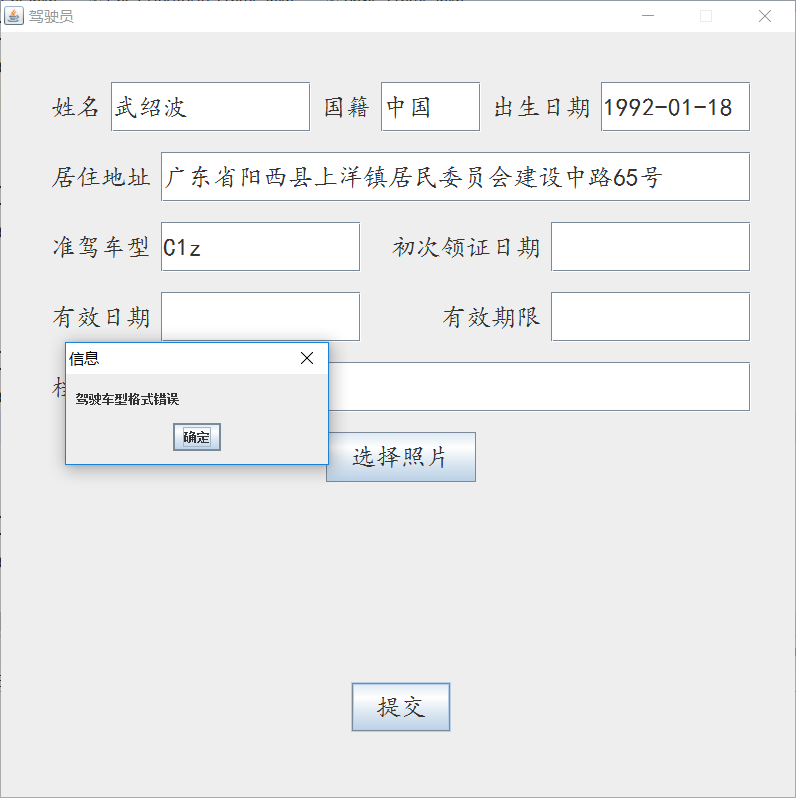 驾驶员
姓名 武绍波 国籍 中国 出生日期 1992-01-18
居住地址 广东省阳西县上洋镇居民委员会建设中路65号
准驾车型 C1z 初次领证日期
有效日期 有效期限
信息
驾驶车型格式错误
确定
选择照片
提交